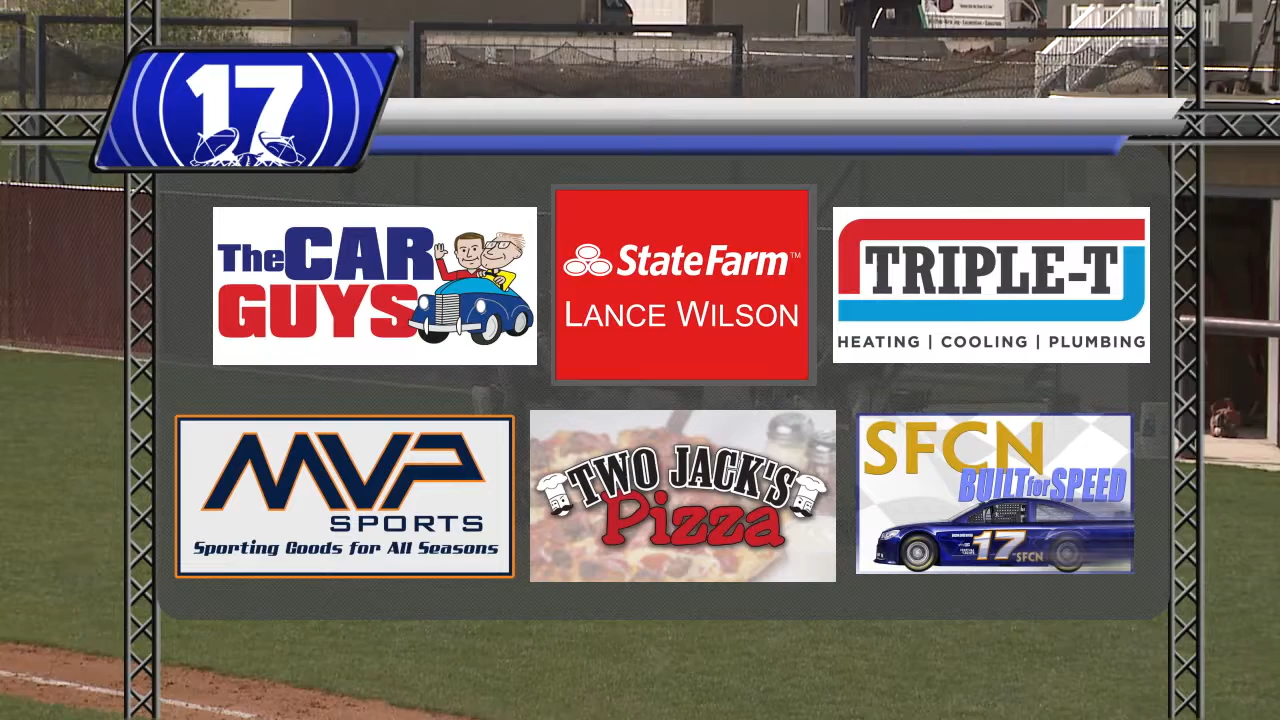 17
The CAR
GUYS
State Farm™
LANCE WILSON
TRIPLE-T
HEATING | COOLING | PLUMBING
MVP
SPORTS
Sporting Goods for All Seasons
TWO JACK'S
Pizza
SFCN
BUILT for SPEED
17
SFCN